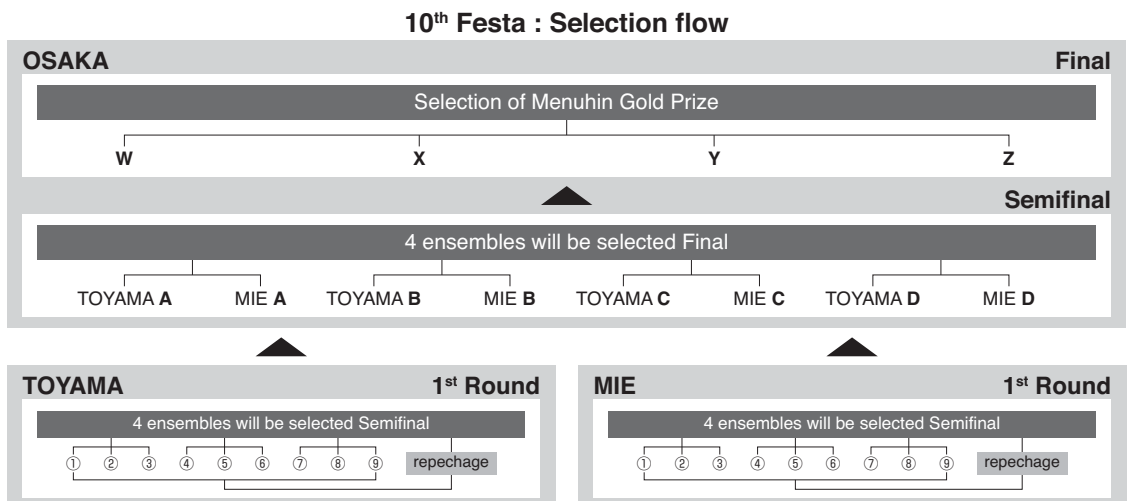 10th Festa : Selection flow
OSAKA Final
Selection of Menuhin Gold Prize
W X Y Z
Semifinal
4 ensembles will be selected Final
TOYAMA A MIE A TOYAMA B MIE B TOYAMA C MIE C TOYAMA D MIE D
TOYAMA 1st Round
4 ensembles will be selected Semifinal
① ② ③ ④ ⑤ ⑥ ⑦ ⑧ ⑨ repechage
MIE 1st Round
4 ensembles will be selected Semifinal
① ② ③ ④ ⑤ ⑥ ⑦ ⑧ ⑨ repechage